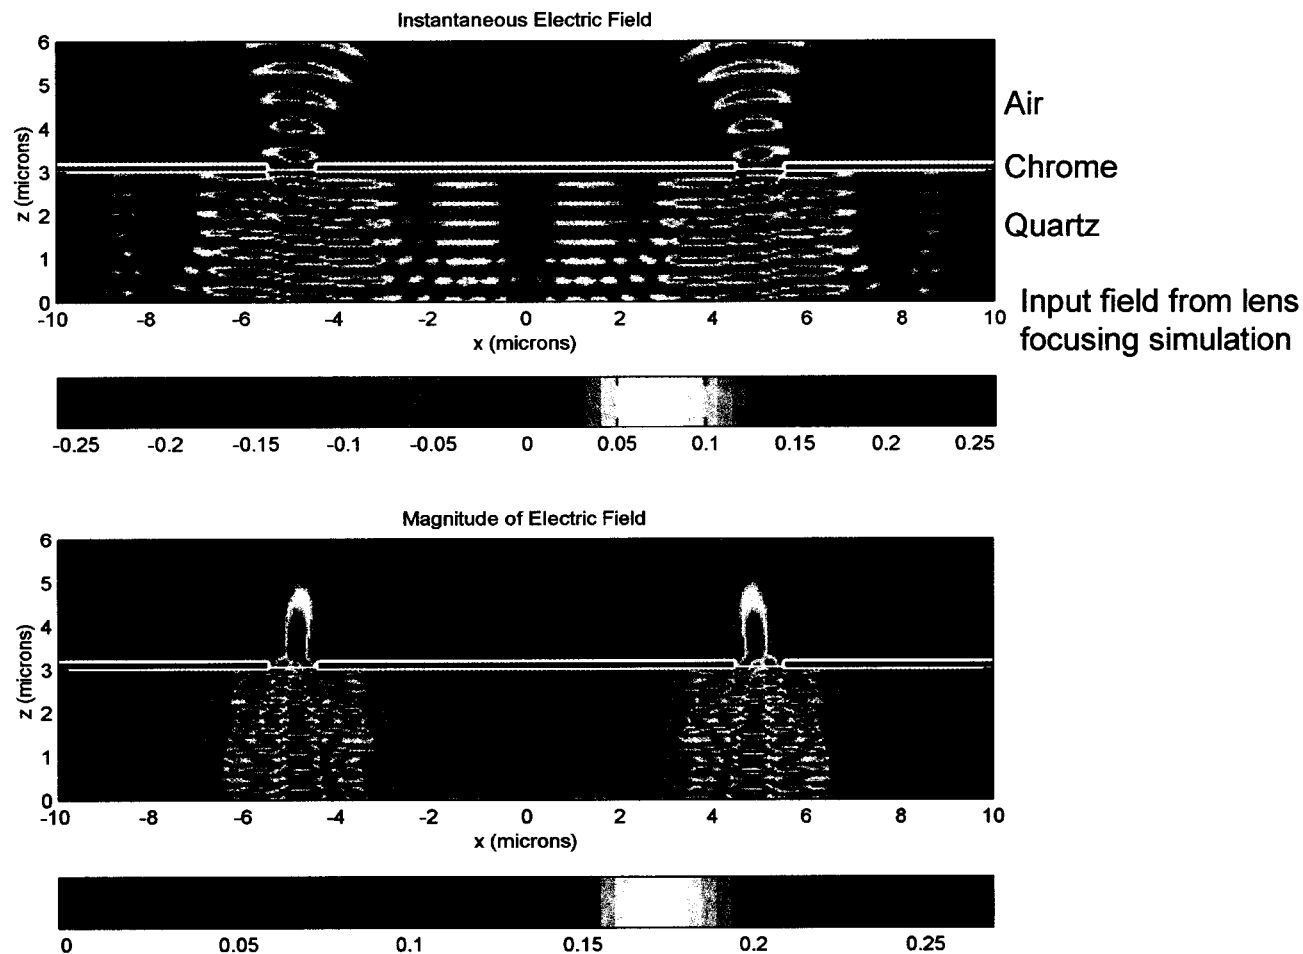 Instantaneous Electric Field
z (microns)
6
5
4
3
2
1
0
-10 -8 -6 -4 -2 0 2 4 6 8 10
x (microns)
Air
Chrome
Quartz
Input field from lens
focusing simulation
-0.25 -0.2 -0.15 -0.1 -0.05 0 0.05 0.1 0.15 0.2 0.25
Magnitude of Electric Field
z (microns)
6
5
4
3
2
1
0
-10 -8 -6 -4 -2 0 2 4 6 8 10
x (microns)
0 0.05 0.1 0.15 0.2 0.25